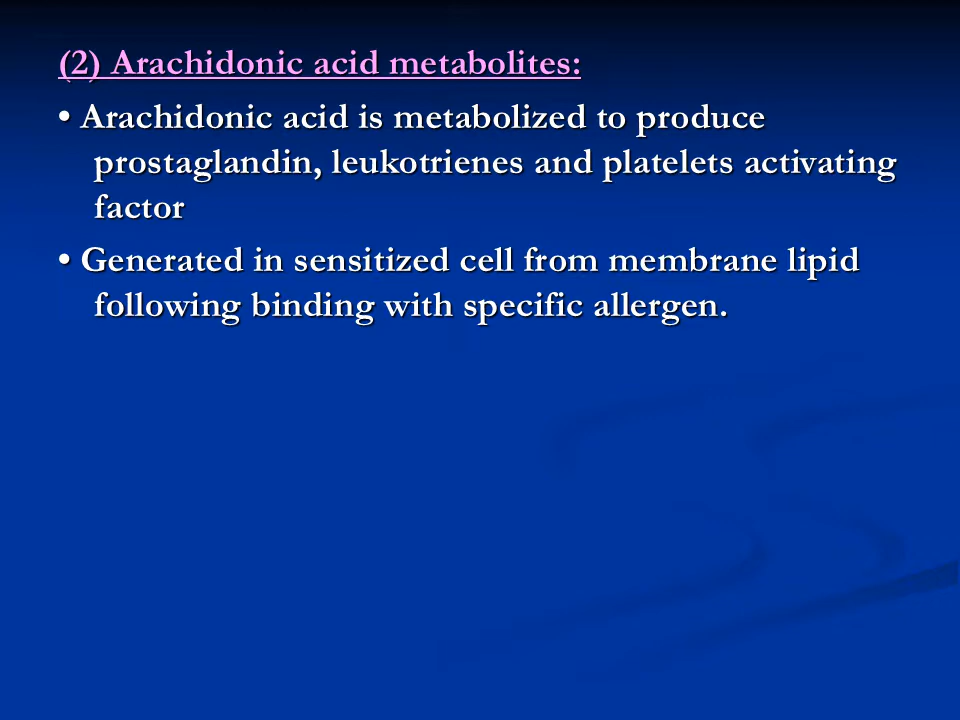 (2) Arachidonic acid metabolites:
• Arachidonic acid is metabolized to produce
prostaglandin, leukotrienes and platelets activating
factor
• Generated in sensitized cell from membrane lipid
following binding with specific allergen.